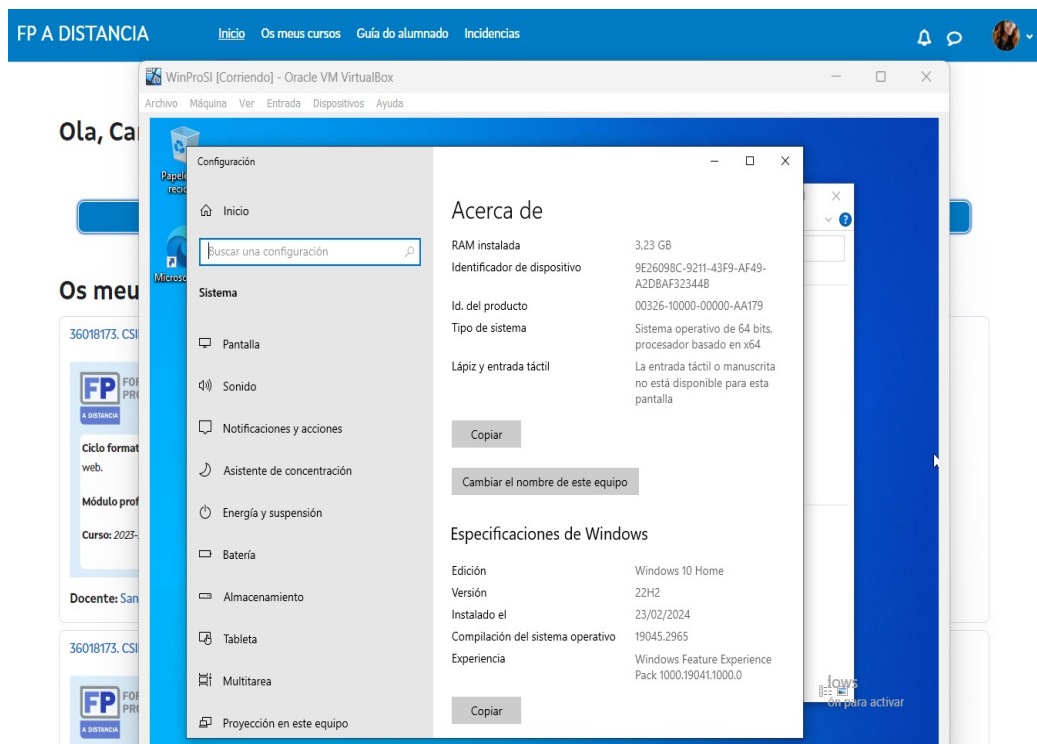 FP A DISTANCIA
Inicio Os meus cursos Guía do alumnado Incidencias
WinProSI [Corriendo] - Oracle VM VirtualBox
Archivo Máquina Ver Entrada Dispositivos Ayuda
Ola,
Configuración
Inicio
Buscar una configuración
Sistema
Pantalla
Sonido
Notificaciones y acciones
Asistente de concentración
Energía y suspensión
Batería
Almacenamiento
Tableta
Multitarea
Proyección en este equipo
Acerca de
RAM instalada 3,23 GB
Identificador de dispositivo 9E26098C-9211-43F9-AF49-
A2DBAF32344B
Id. del producto 00326-10000-00000-AA179
Tipo de sistema Sistema operativo de 64 bits,
procesador basado en x64
Lápiz y entrada táctil La entrada táctil o manuscrita
no está disponible para esta
pantalla
Copiar
Cambiar el nombre de este equipo
Especificaciones de Windows
Edición Windows 10 Home
Versión 22H2
Instalado el 23/02/2024
Compilación del sistema operativo 19045.2965
Experiencia Windows Feature Experience
Pack 1000.19041.1000.0
Copiar
para activar
Os meu
36018173. CSI
FP
A DISTANCIA
Ciclo format
web.
Módulo prof
Curso: 2023-
Docente: San
36018173. CSI
FP
A DISTANCIA